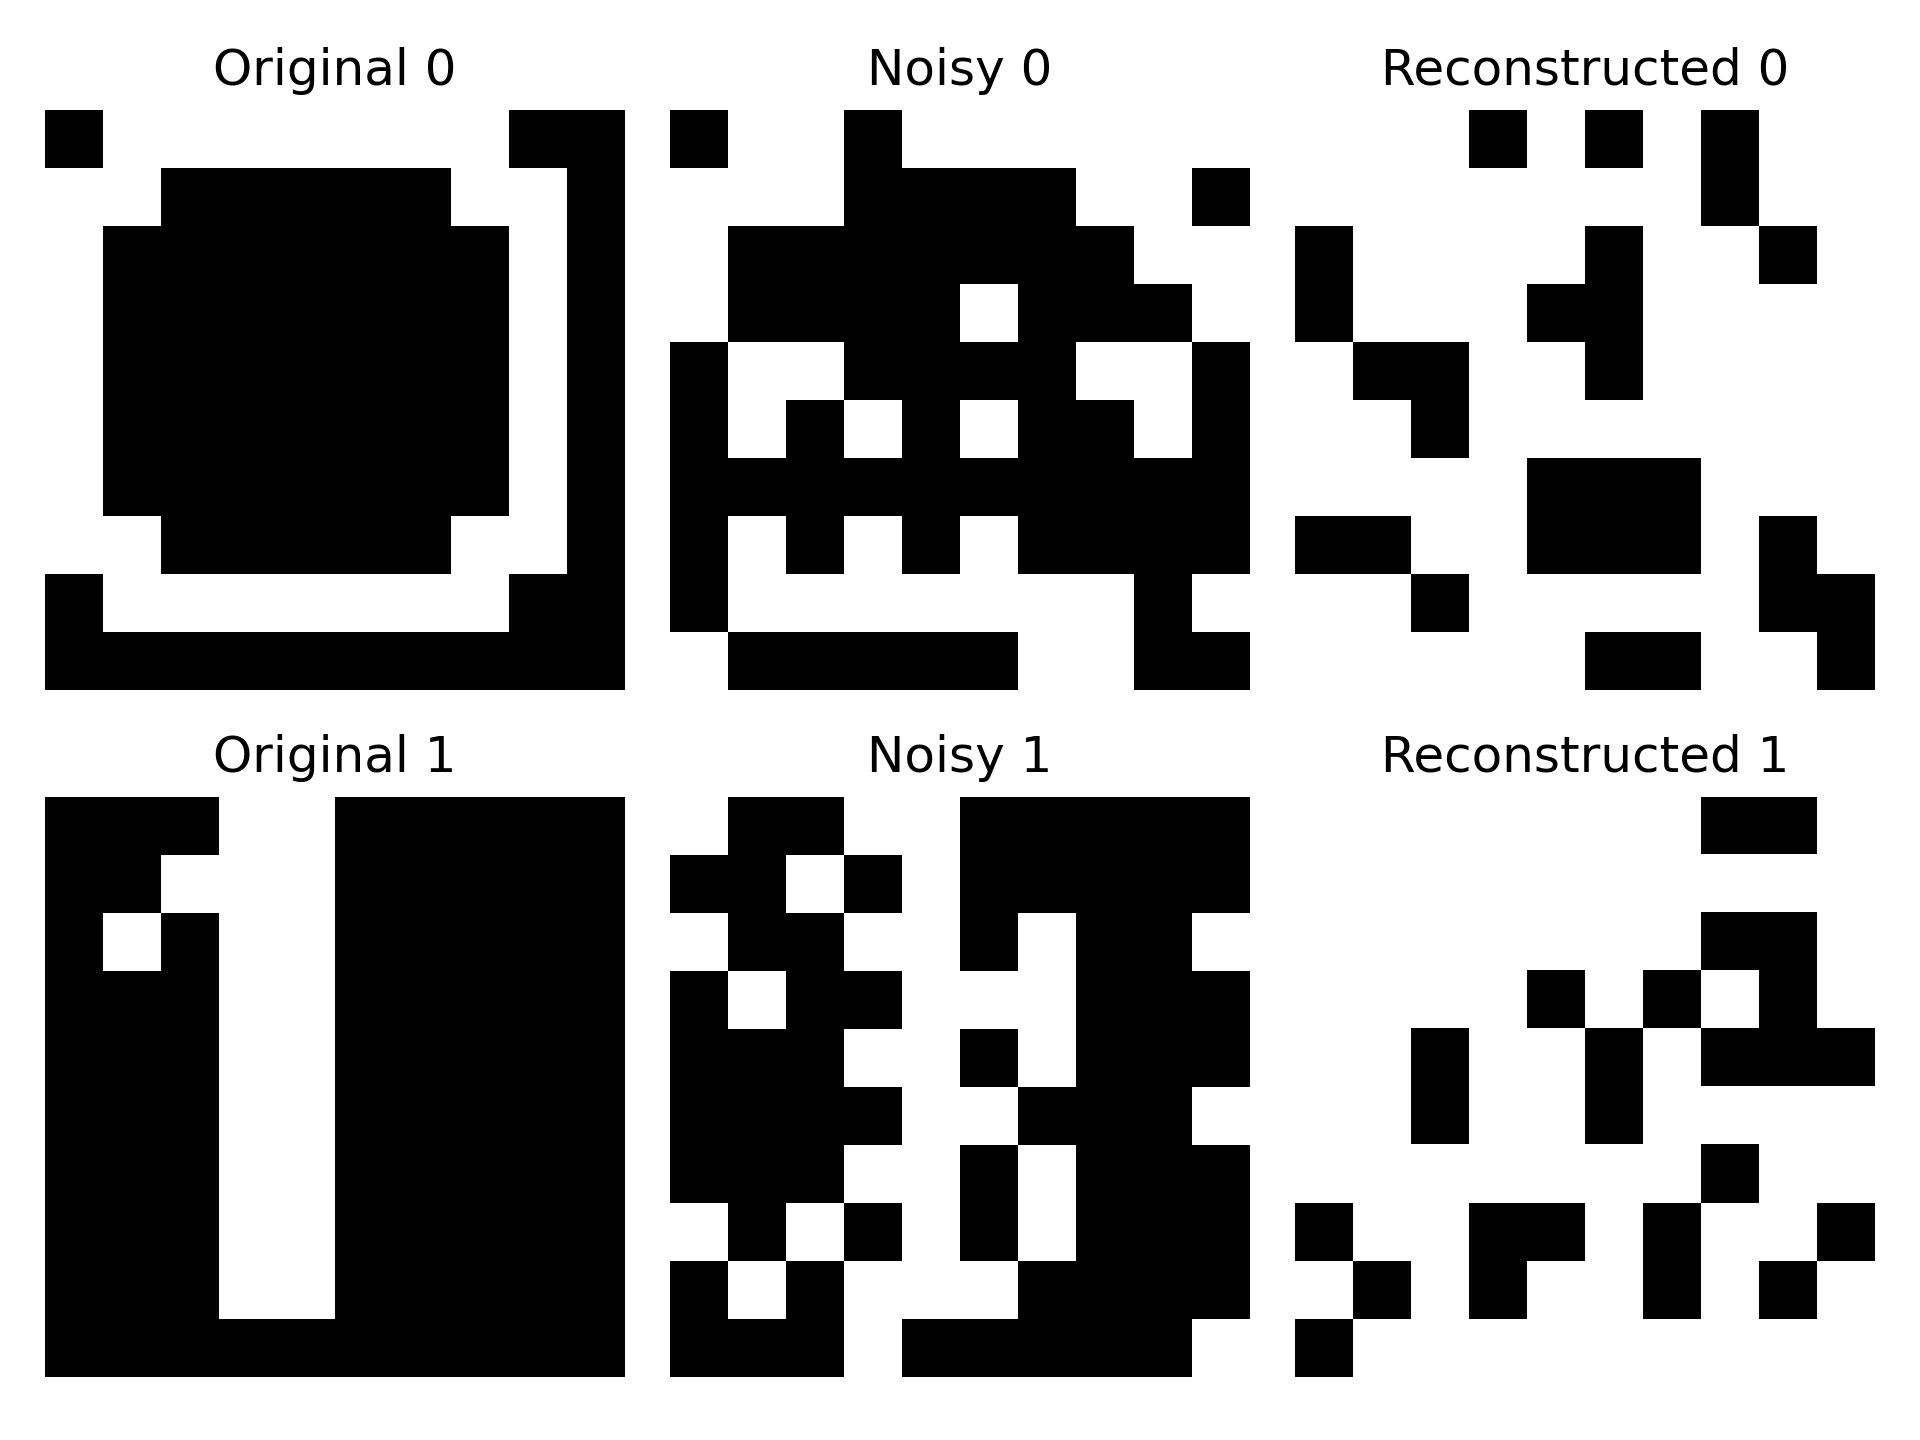 Original 0
Noisy 0
Reconstructed 0
Original 1
Noisy 1
Reconstructed 1